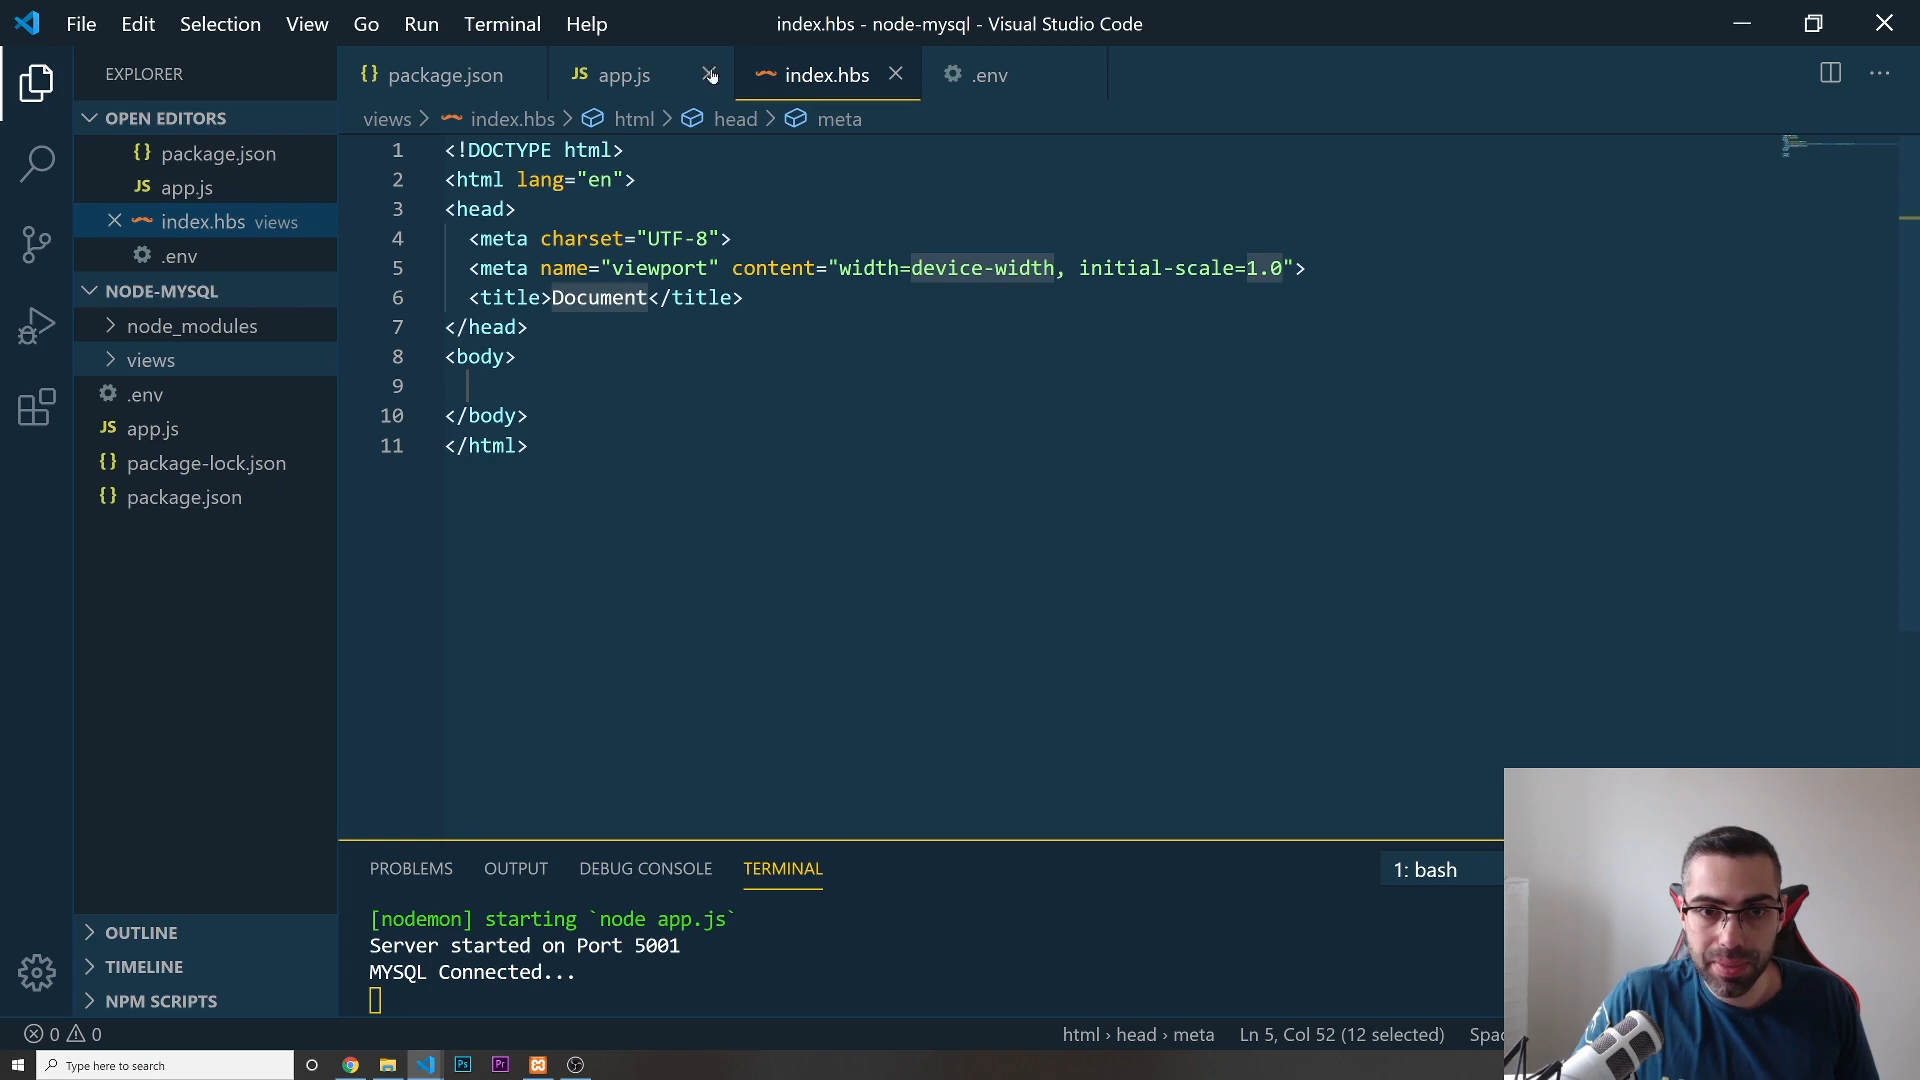 File Edit Selection View Go Run Terminal Help
index.hbs - node-mysql - Visual Studio Code
EXPLORER
OPEN EDITORS
{} package.json
JS app.js
index.hbs views
.env
NODE-MYSQL
node_modules
views
.env
JS app.js
{} package-lock.json
{} package.json
OUTLINE
TIMELINE
NPM SCRIPTS
{} package.json
JS app.js
index.hbs
.env
views > index.hbs > html > head > meta
1 <!DOCTYPE html>
2 <html lang="en">
3 <head>
4 <meta charset="UTF-8">
5 <meta name="viewport" content="width=device-width, initial-scale=1.0">
6 <title>Document</title>
7 </head>
8 <body>
9
10 </body>
11 </html>
PROBLEMS OUTPUT DEBUG CONSOLE TERMINAL
1: bash
[nodemon] starting `node app.js`
Server started on Port 5001
MYSQL Connected...
0 0
html > head > meta
Ln 5, Col 52 (12 selected)
Spac
Type here to search
Ps
Pr